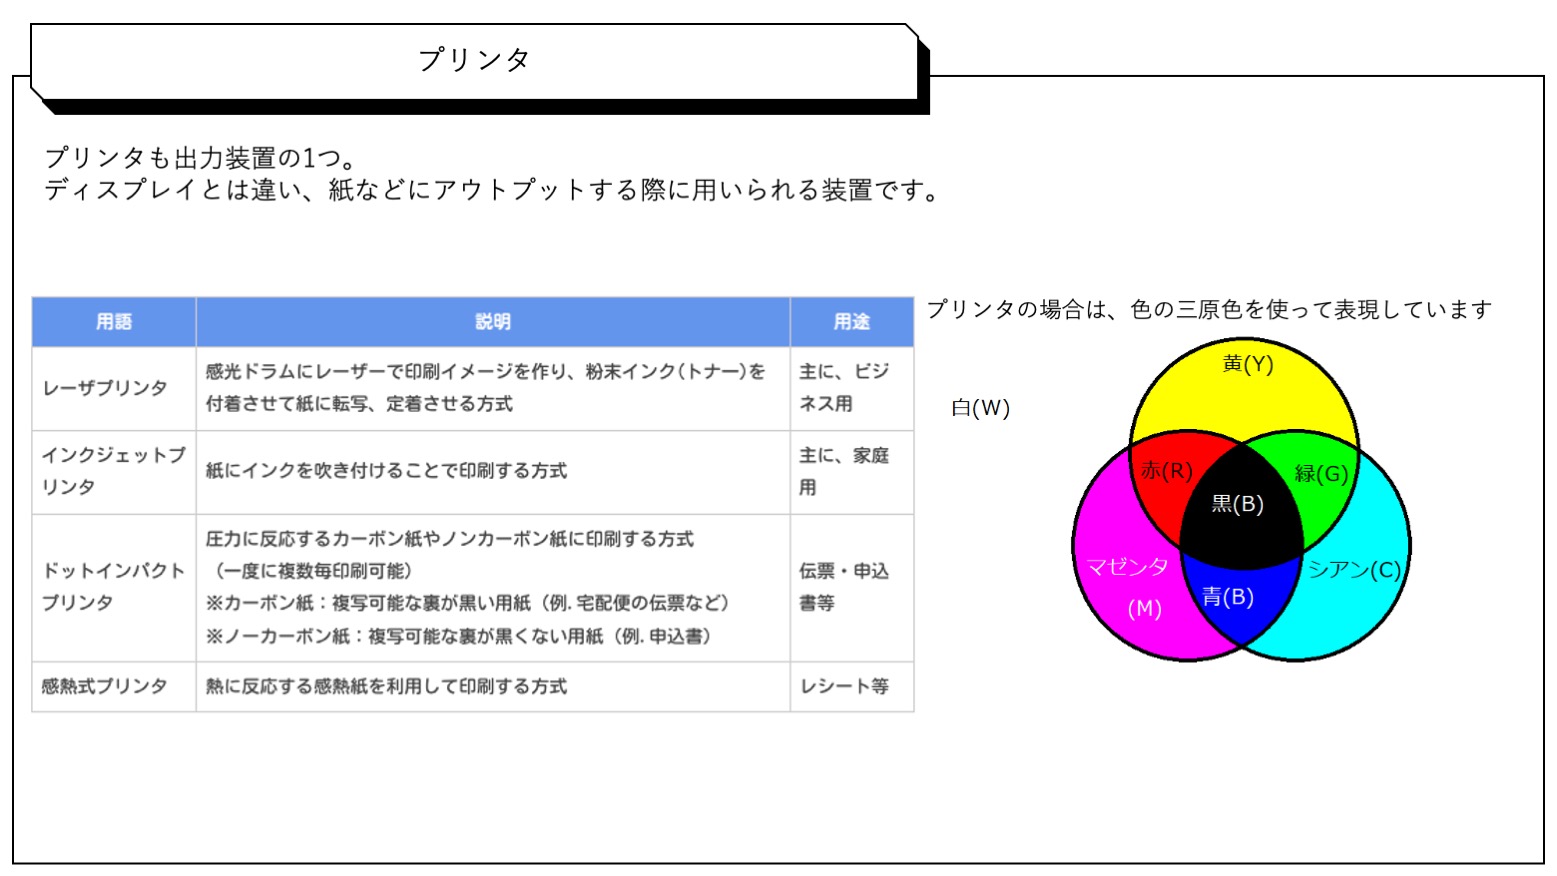 プリンタ
プリンタも出力装置の1つ。
ディスプレイとは違い、紙などにアウトプットする際に用いられる装置です。
用語 説明 用途
レーザプリンタ
感光ドラムにレーザーで印刷イメージを作り、粉末インク(トナー)を
付着させて紙に転写、定着させる方式
主に、ビジ
ネス用
インクジェットプ
リンタ
紙にインクを吹き付けることで印刷する方式
主に、家庭
用
ドットインパクト
プリンタ
圧力に反応するカーボン紙やノンカーボン紙に印刷する方式
（一度に複数毎印刷可能）
※カーボン紙：複写可能な裏が黒い用紙（例. 宅配便の伝票など）
※ノーカーボン紙：複写可能な裏が黒くない用紙（例. 申込書）
伝票・申込
書等
感熱式プリンタ
熱に反応する感熱紙を利用して印刷する方式
レシート等
プリンタの場合は、色の三原色を使って表現しています
黄(Y)
白(W)
赤(R)
緑(G)
黒(B)
マゼンタ
(M)
シアン(C)
青(B)